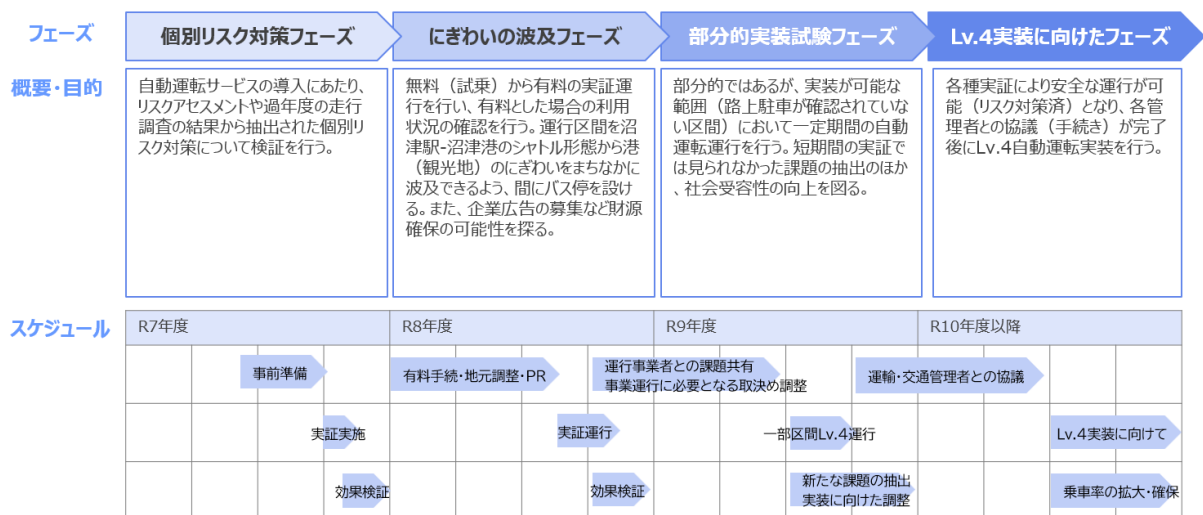 フェーズ
個別リスク対策フェーズ
にぎわいの波及フェーズ
部分的実装試験フェーズ
Lv.4実装に向けたフェーズ
概要・目的
自動運転サービスの導入にあたり、
リスクアセスメントや過年度の走行
調査の結果から抽出された個別リ
スク対策について検証を行う。
無料（試乗）から有料の実証運
行を行い、有料とした場合の利用
状況の確認を行う。運行区間を沼
津駅-沼津港のシャトル形態から港
（観光地）のにぎわいをまちなかに
波及できるよう、間にバス停を設け
る。また、企業広告の募集など財源
確保の可能性を探る。
部分的ではあるが、実装が可能な
範囲（路上駐車が確認されていな
い区間）において一定期間の自動
運転運行を行う。短期間の実証で
は見られなかった課題の抽出のほか
、社会受容性の向上を図る。
各種実証により安全な運行が可
能（リスク対策済）となり、各管
理者との協議（手続き）が完了
後にLv.4自動運転実装を行う。
スケジュール
R7年度
R8年度
R9年度
R10年度以降
事前準備
有料手続・地元調整・PR
運行事業者との課題共有
事業運行に必要となる取決め調整
運輸・交通管理者との協議
実証実施
実証運行
一部区間Lv.4運行
Lv.4実装に向けて
効果検証
効果検証
新たな課題の抽出
実装に向けた調整
乗車率の拡大・確保